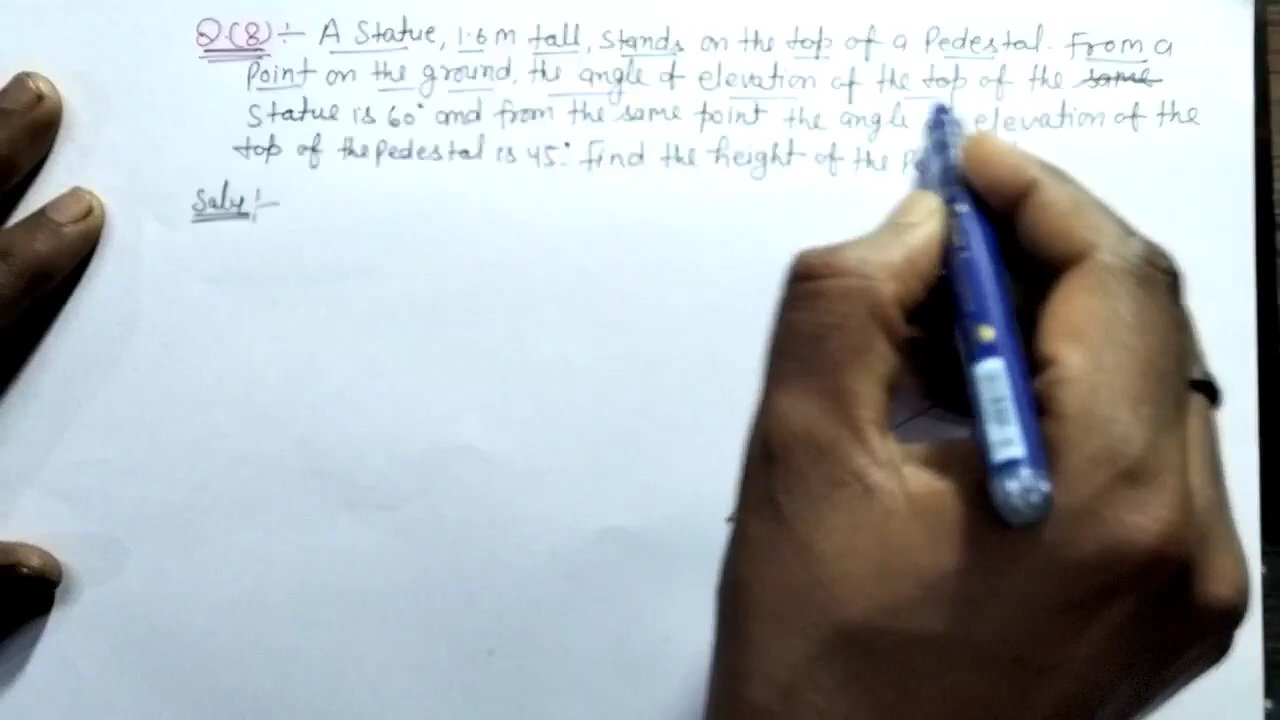 Q.(8):- A Statue, 1.6m tall, stands on the top of a Pedestal. From a
Point on the ground, the angle of elevation of the top of the same
Statue is 60° and from the same point the angle elevation of the
top of the Pedestal is 45°. Find the height of the
Solu:-